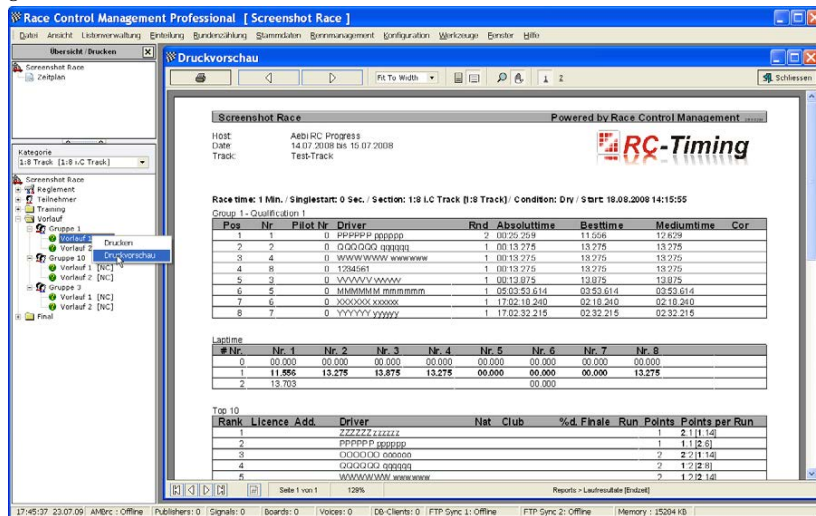 Race Control Management Professional [ Screenshot Race ]
Datei Ansicht Listenverwaltung Einteilung Rundenzählung Stammdaten Rennmanagement Konfiguration Werkzeuge Fenster Hilfe
Übersicht /Drucken
Screenshot Race
Zeitplan
Kategorie
1:8 Track [1:8 I.C Track]
Screenshot Race
Reglement
Teilnehmer
Training
Vorlauf
Gruppe 1
Vorlauf 1
Vorlauf 2
Gruppe 10
Vorlauf 1 [NC]
Vorlauf 2 [NC]
Gruppe 3
Vorlauf 1 [NC]
Vorlauf 2 [NC]
Final
Drucken
Druckvorschau
Druckvorschau
Fit To Width 1 2 Schliessen
Screenshot Race Powered by Race Control Management
Host: Aebi RC Progress
Date: 14.07.2008 bis 15.07.2008
Track: Test-Track
RC-Timing
Race time: 1 Min. / Singlestart: 0 Sec. / Section: 1:8 I.C Track [1:8 Track] / Condition: Dry / Start: 18.08.2008 14:15:55
Group 1 - Qualification 1
Pos Nr Pilot Nr Driver Rnd Absoluttime Besttime Mediumtime Cor
1 1 0 PPPPPP pppppp 2 00:25.259 11.556 12.629
2 2 0 QQQQQQ qqqqqq 1 00:13.275 13.275 13.275
3 4 0 WWWWWW wwwwww 1 00:13.275 13.275 13.275
4 8 0 1234561 1 00:13.275 13.275 13.275
5 3 0 VVVVVV vvvvvv 1 00:13.875 13.875 13.875
6 5 0 MMMMMM mmmmmm 1 05:03:53.614 03:53.614 03:53.614
7 6 0 XXXXXX xxxxxx 1 17:02:18.240 02:18.240 02:18.240
8 7 0 YYYYYY yyyyyy 1 17:02:32.215 02:32.215 02:32.215
Laptime
# Nr. Nr. 1 Nr. 2 Nr. 3 Nr. 4 Nr. 5 Nr. 6 Nr. 7 Nr. 8
0 00.000 00.000 00.000 00.000 00.000 00.000 00.000 00.000
1 11.556 13.275 13.875 13.275 00.000 00.000 00.000 13.275
2 13.703 00.000
Top 10
Rank Licence Add. Driver Nat Club %d. Finale Run Points Points per Run
1 ZZZZZZ zzzzzz 1 2:1 [1:14]
2 PPPPPP pppppp 1 1:1 [2:6]
3 OOOOOO oooooo 2 2:2 [1:14]
4 QQQQQQ qqqqqq 2 1:2 [2:8]
5 WWWWWW wwwwww 2 1:2 [2:14]
Seite 1 von 1 129% Reports > Laufresultate [Endzeit]
17:45:37 23.07.09 AMBrc : Offline Publishers: 0 Signals: 0 Boards: 0 Voices: 0 DB-Clients: 0 FTP Sync 1: Offline FTP Sync 2: Offline Memory : 15204 KB